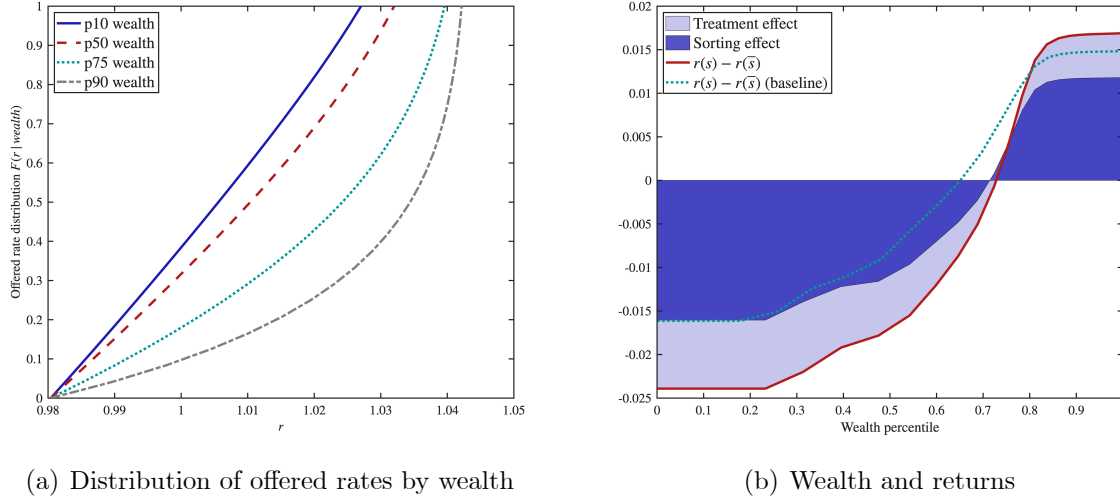 p10 wealth
p50 wealth
p75 wealth
p90 wealth
Offered rate distribution F(r | wealth)
1
0.9
0.8
0.7
0.6
0.5
0.4
0.3
0.2
0.1
0
0.98 0.99 1 1.01 1.02 1.03 1.04 1.05
r
(a) Distribution of offered rates by wealth
Treatment effect
Sorting effect
r(s) − r(s̅)
r(s) − r(s̅) (baseline)
0.02
0.015
0.01
0.005
0
-0.005
-0.01
-0.015
-0.02
-0.025
0 0.1 0.2 0.3 0.4 0.5 0.6 0.7 0.8 0.9
Wealth percentile
(b) Wealth and returns